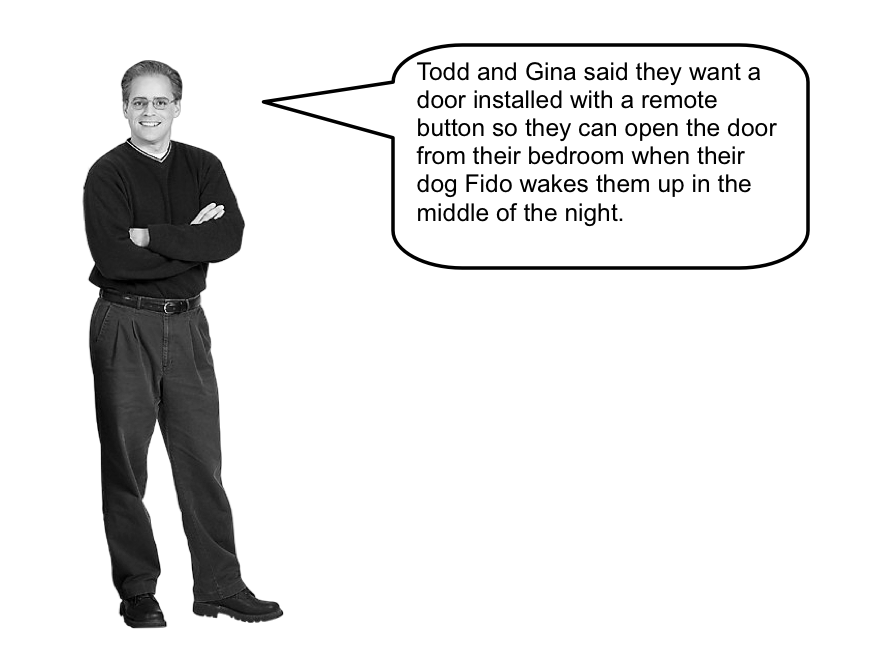 Todd and Gina said they want a
door installed with a remote
button so they can open the door
from their bedroom when their
dog Fido wakes them up in the
middle of the night.